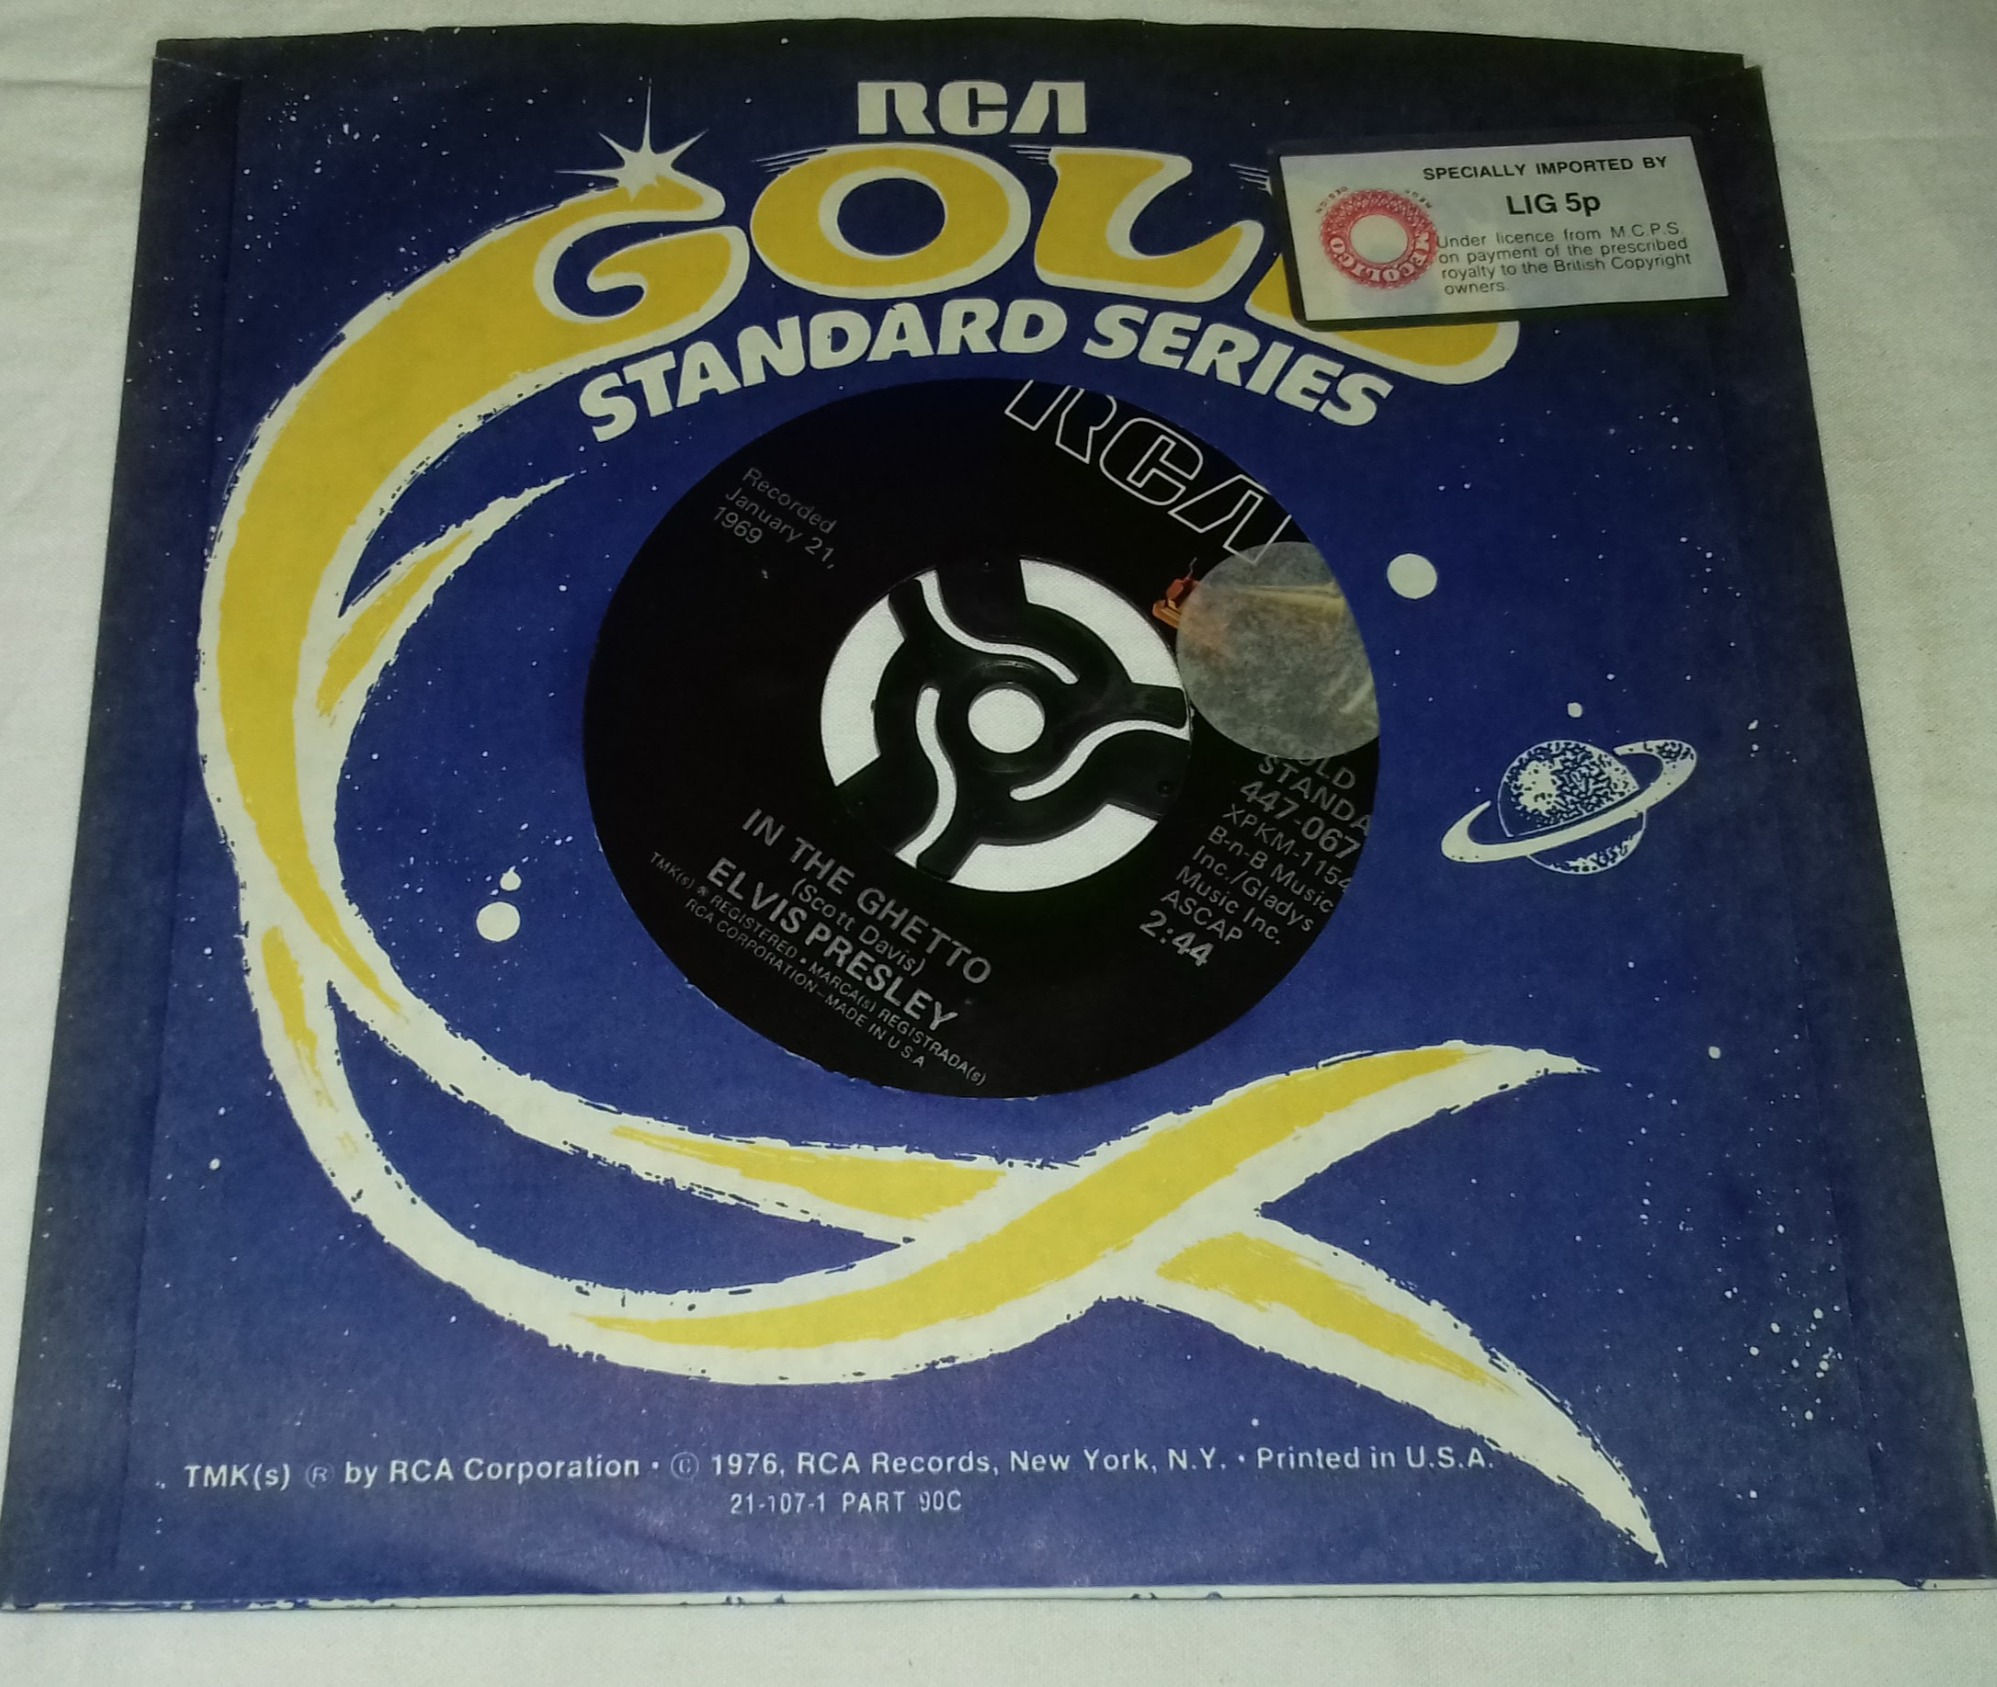 RCA
GOLD
STANDARD SERIES
SPECIALLY IMPORTED BY
LIG 5p
Under licence from M.C.P.S.
on payment of the prescribed
royalty to the British Copyright
owners.
MECOLICO
RCA
Recorded
January 21,
1969
OLD
STANDA
447-067
XPKM-1154
B-n-B Music
Inc./Gladys
Music Inc.
ASCAP
2:44
IN THE GHETTO
(Scott Davis)
ELVIS PRESLEY
TMK(s) ® REGISTERED • MARCA(s) REGISTRADA(s)
RCA CORPORATION—MADE IN U.S.A
TMK(s) ® by RCA Corporation • © 1976, RCA Records, New York, N.Y. • Printed in U.S.A.
21-107-1 PART 90C